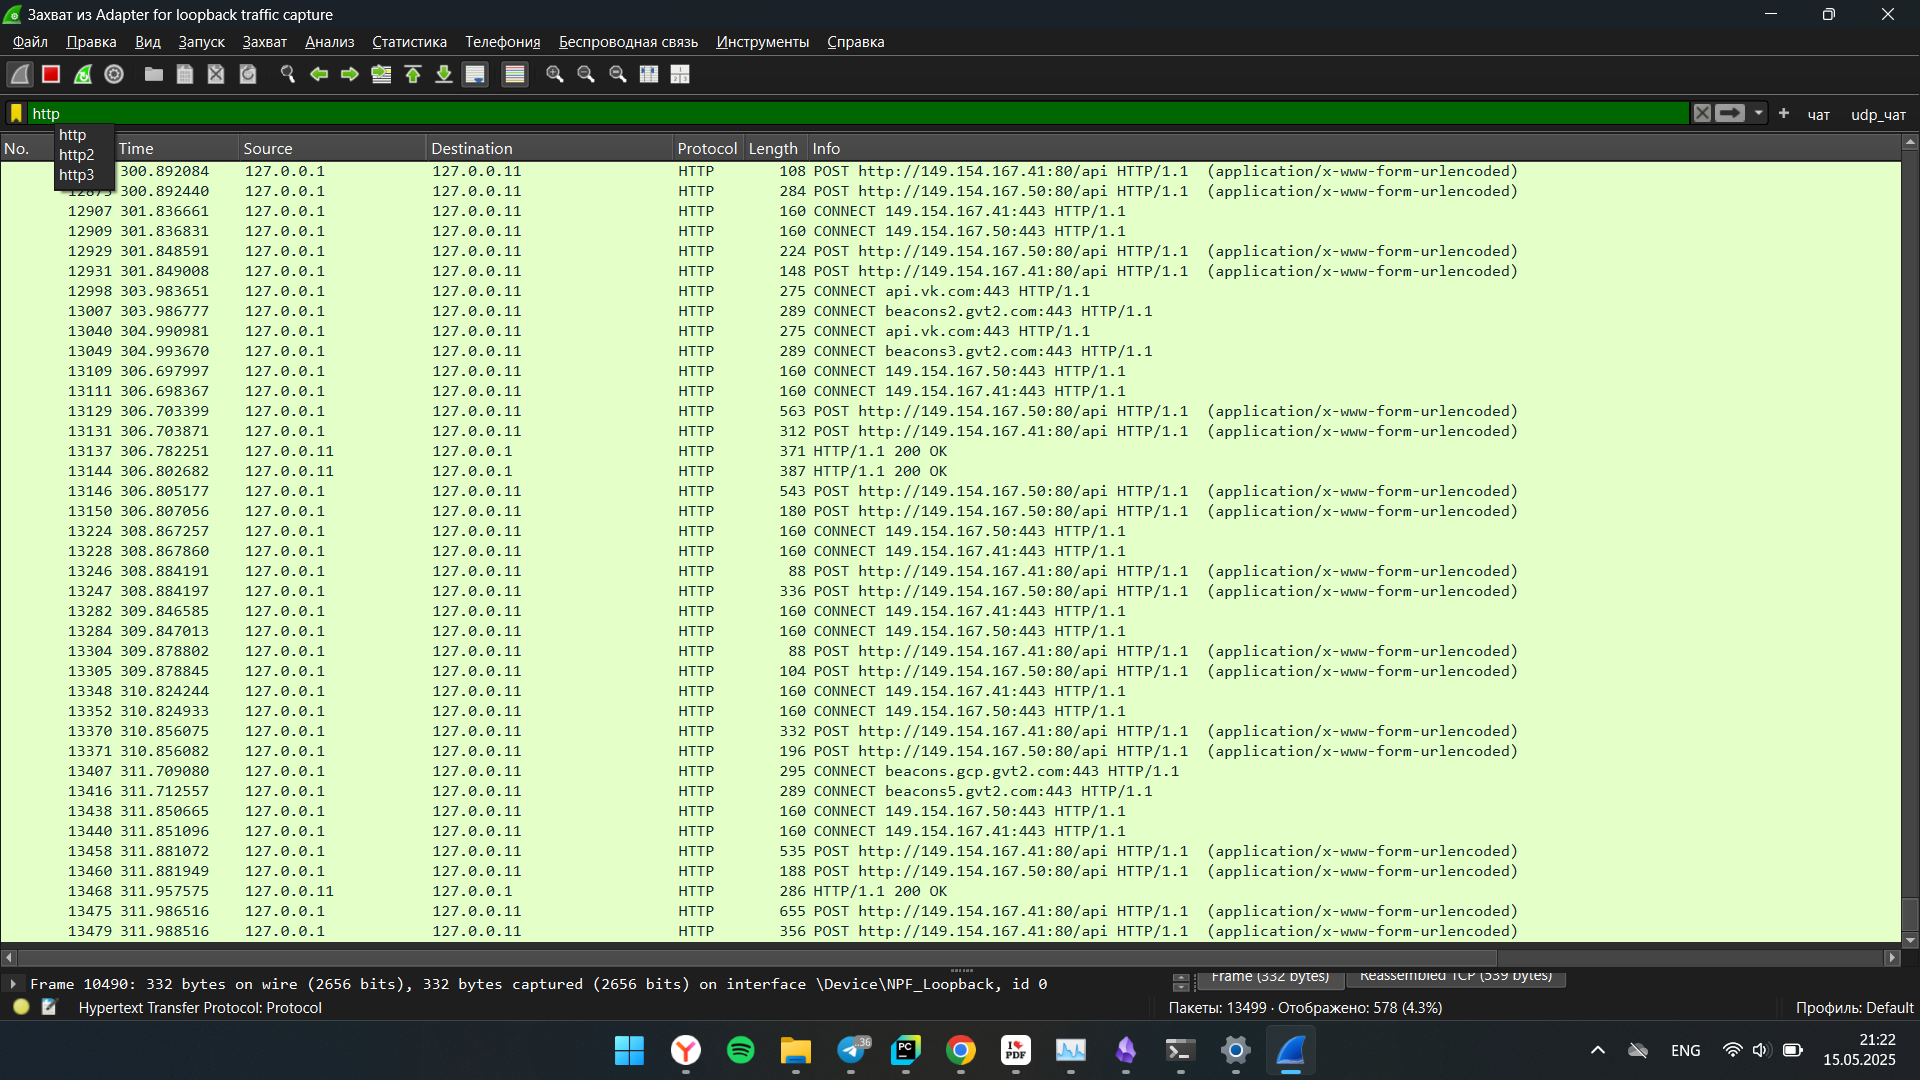 Захват из Adapter for loopback traffic capture
Файл Правка Вид Запуск Захват Анализ Статистика Телефония Беспроводная связь Инструменты Справка
http
+ чат udp_чат
http
http2
http3
No. Time Source Destination Protocol Length Info
300.892084 127.0.0.1 127.0.0.11 HTTP 108 POST http://149.154.167.41:80/api HTTP/1.1 (application/x-www-form-urlencoded)
300.892440 127.0.0.1 127.0.0.11 HTTP 284 POST http://149.154.167.50:80/api HTTP/1.1 (application/x-www-form-urlencoded)
12907 301.836661 127.0.0.1 127.0.0.11 HTTP 160 CONNECT 149.154.167.41:443 HTTP/1.1
12909 301.836831 127.0.0.1 127.0.0.11 HTTP 160 CONNECT 149.154.167.50:443 HTTP/1.1
12929 301.848591 127.0.0.1 127.0.0.11 HTTP 224 POST http://149.154.167.50:80/api HTTP/1.1 (application/x-www-form-urlencoded)
12931 301.849008 127.0.0.1 127.0.0.11 HTTP 148 POST http://149.154.167.41:80/api HTTP/1.1 (application/x-www-form-urlencoded)
12998 303.983651 127.0.0.1 127.0.0.11 HTTP 275 CONNECT api.vk.com:443 HTTP/1.1
13007 303.986777 127.0.0.1 127.0.0.11 HTTP 289 CONNECT beacons2.gvt2.com:443 HTTP/1.1
13040 304.990981 127.0.0.1 127.0.0.11 HTTP 275 CONNECT api.vk.com:443 HTTP/1.1
13049 304.993670 127.0.0.1 127.0.0.11 HTTP 289 CONNECT beacons3.gvt2.com:443 HTTP/1.1
13109 306.697997 127.0.0.1 127.0.0.11 HTTP 160 CONNECT 149.154.167.50:443 HTTP/1.1
13111 306.698367 127.0.0.1 127.0.0.11 HTTP 160 CONNECT 149.154.167.41:443 HTTP/1.1
13129 306.703399 127.0.0.1 127.0.0.11 HTTP 563 POST http://149.154.167.50:80/api HTTP/1.1 (application/x-www-form-urlencoded)
13131 306.703871 127.0.0.1 127.0.0.11 HTTP 312 POST http://149.154.167.41:80/api HTTP/1.1 (application/x-www-form-urlencoded)
13137 306.782251 127.0.0.11 127.0.0.1 HTTP 371 HTTP/1.1 200 OK
13144 306.802682 127.0.0.11 127.0.0.1 HTTP 387 HTTP/1.1 200 OK
13146 306.805177 127.0.0.1 127.0.0.11 HTTP 543 POST http://149.154.167.50:80/api HTTP/1.1 (application/x-www-form-urlencoded)
13150 306.807056 127.0.0.1 127.0.0.11 HTTP 180 POST http://149.154.167.50:80/api HTTP/1.1 (application/x-www-form-urlencoded)
13224 308.867257 127.0.0.1 127.0.0.11 HTTP 160 CONNECT 149.154.167.50:443 HTTP/1.1
13228 308.867860 127.0.0.1 127.0.0.11 HTTP 160 CONNECT 149.154.167.41:443 HTTP/1.1
13246 308.884191 127.0.0.1 127.0.0.11 HTTP 88 POST http://149.154.167.41:80/api HTTP/1.1 (application/x-www-form-urlencoded)
13247 308.884197 127.0.0.1 127.0.0.11 HTTP 336 POST http://149.154.167.50:80/api HTTP/1.1 (application/x-www-form-urlencoded)
13282 309.846585 127.0.0.1 127.0.0.11 HTTP 160 CONNECT 149.154.167.41:443 HTTP/1.1
13284 309.847013 127.0.0.1 127.0.0.11 HTTP 160 CONNECT 149.154.167.50:443 HTTP/1.1
13304 309.878802 127.0.0.1 127.0.0.11 HTTP 88 POST http://149.154.167.41:80/api HTTP/1.1 (application/x-www-form-urlencoded)
13305 309.878845 127.0.0.1 127.0.0.11 HTTP 104 POST http://149.154.167.50:80/api HTTP/1.1 (application/x-www-form-urlencoded)
13348 310.824244 127.0.0.1 127.0.0.11 HTTP 160 CONNECT 149.154.167.41:443 HTTP/1.1
13352 310.824933 127.0.0.1 127.0.0.11 HTTP 160 CONNECT 149.154.167.50:443 HTTP/1.1
13370 310.856075 127.0.0.1 127.0.0.11 HTTP 332 POST http://149.154.167.41:80/api HTTP/1.1 (application/x-www-form-urlencoded)
13371 310.856082 127.0.0.1 127.0.0.11 HTTP 196 POST http://149.154.167.50:80/api HTTP/1.1 (application/x-www-form-urlencoded)
13407 311.709080 127.0.0.1 127.0.0.11 HTTP 295 CONNECT beacons.gcp.gvt2.com:443 HTTP/1.1
13416 311.712557 127.0.0.1 127.0.0.11 HTTP 289 CONNECT beacons5.gvt2.com:443 HTTP/1.1
13438 311.850665 127.0.0.1 127.0.0.11 HTTP 160 CONNECT 149.154.167.50:443 HTTP/1.1
13440 311.851096 127.0.0.1 127.0.0.11 HTTP 160 CONNECT 149.154.167.41:443 HTTP/1.1
13458 311.881072 127.0.0.1 127.0.0.11 HTTP 535 POST http://149.154.167.41:80/api HTTP/1.1 (application/x-www-form-urlencoded)
13460 311.881949 127.0.0.1 127.0.0.11 HTTP 188 POST http://149.154.167.50:80/api HTTP/1.1 (application/x-www-form-urlencoded)
13468 311.957575 127.0.0.11 127.0.0.1 HTTP 286 HTTP/1.1 200 OK
13475 311.986516 127.0.0.1 127.0.0.11 HTTP 655 POST http://149.154.167.41:80/api HTTP/1.1 (application/x-www-form-urlencoded)
13479 311.988516 127.0.0.1 127.0.0.11 HTTP 356 POST http://149.154.167.41:80/api HTTP/1.1 (application/x-www-form-urlencoded)
Frame 10490: 332 bytes on wire (2656 bits), 332 bytes captured (2656 bits) on interface \Device\NPF_Loopback, id 0
Frame (332 bytes) Reassembled TCP (539 bytes)
Hypertext Transfer Protocol: Protocol
Пакеты: 13499 · Отображено: 578 (4.3%)
Профиль: Default
..36
PC
I PDF
ENG
21:22
15.05.2025